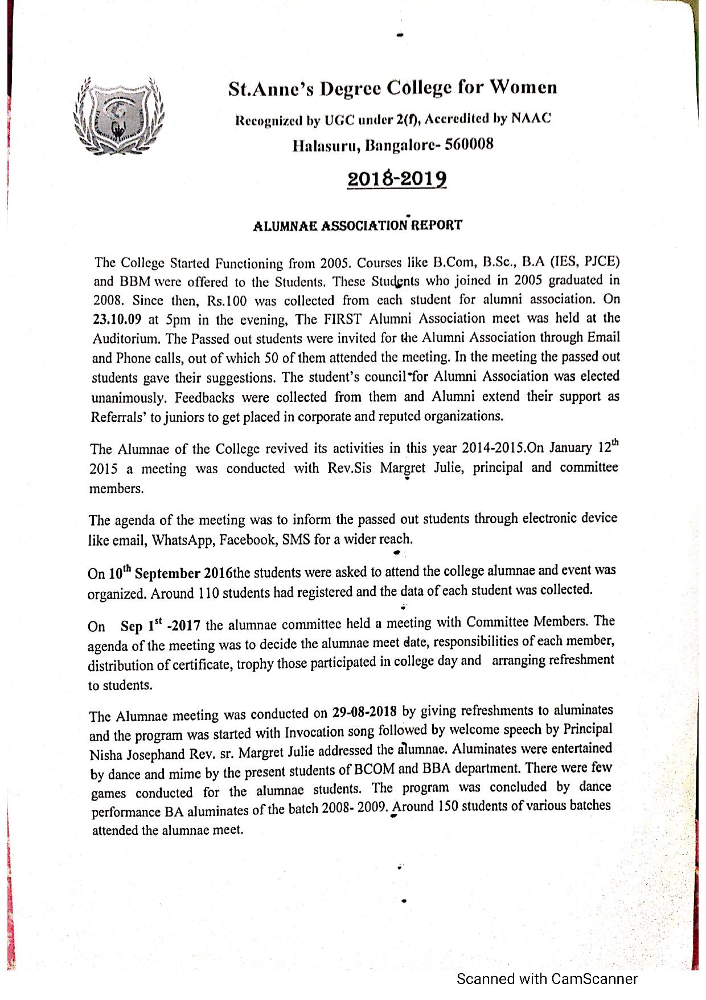 St.Anne's Degree College for Women
Recognized by UGC under 2(f), Accredited by NAAC
Halasuru, Bangalore- 560008
2018-2019
ALUMNAE ASSOCIATION REPORT
The College Started Functioning from 2005. Courses like B.Com, B.Sc., B.A (IES, PJCE)
and BBM were offered to the Students. These Students who joined in 2005 graduated in
2008. Since then, Rs.100 was collected from each student for alumni association. On
23.10.09 at 5pm in the evening, The FIRST Alumni Association meet was held at the
Auditorium. The Passed out students were invited for the Alumni Association through Email
and Phone calls, out of which 50 of them attended the meeting. In the meeting the passed out
students gave their suggestions. The student's council for Alumni Association was elected
unanimously. Feedbacks were collected from them and Alumni extend their support as
Referrals' to juniors to get placed in corporate and reputed organizations.
The Alumnae of the College revived its activities in this year 2014-2015.On January 12th
2015 a meeting was conducted with Rev.Sis Margret Julie, principal and committee
members.
The agenda of the meeting was to inform the passed out students through electronic device
like email, WhatsApp, Facebook, SMS for a wider reach.
On 10th September 2016the students were asked to attend the college alumnae and event was
organized. Around 110 students had registered and the data of each student was collected.
On Sep 1st -2017 the alumnae committee held a meeting with Committee Members. The
agenda of the meeting was to decide the alumnae meet date, responsibilities of each member,
distribution of certificate, trophy those participated in college day and arranging refreshment
to students.
The Alumnae meeting was conducted on 29-08-2018 by giving refreshments to aluminates
and the program was started with Invocation song followed by welcome speech by Principal
Nisha Josephand Rev. sr. Margret Julie addressed the alumnae. Aluminates were entertained
by dance and mime by the present students of BCOM and BBA department. There were few
games conducted for the alumnae students. The program was concluded by dance
performance BA aluminates of the batch 2008- 2009. Around 150 students of various batches
attended the alumnae meet.
Scanned with CamScanner